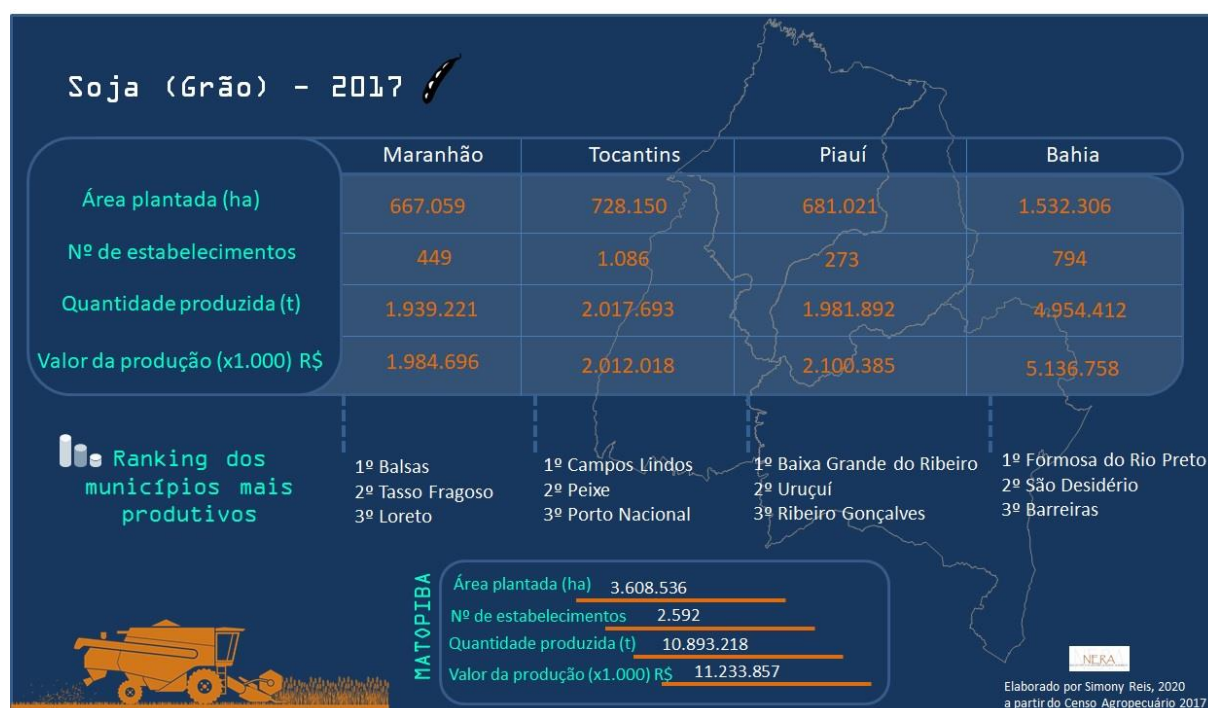 Soja (Grão) - 2017
Maranhão Tocantins Piauí Bahia
Área plantada (ha) 667.059 728.150 681.021 1.532.306
Nº de estabelecimentos 449 1.086 273 794
Quantidade produzida (t) 1.939.221 2.017.693 1.981.892 4.954.412
Valor da produção (x1.000) R$ 1.984.696 2.012.018 2.100.385 5.136.758
Ranking dos
municípios mais
produtivos
1º Balsas
2º Tasso Fragoso
3º Loreto
1º Campos Lindos
2º Peixe
3º Porto Nacional
1º Baixa Grande do Ribeiro
2º Uruçuí
3º Ribeiro Gonçalves
1º Formosa do Rio Preto
2º São Desidério
3º Barreiras
MATOPIBA
Área plantada (ha) 3.608.536
Nº de estabelecimentos 2.592
Quantidade produzida (t) 10.893.218
Valor da produção (x1.000) R$ 11.233.857
NERA
Elaborado por Simony Reis, 2020
a partir do Censo Agropecuário 2017